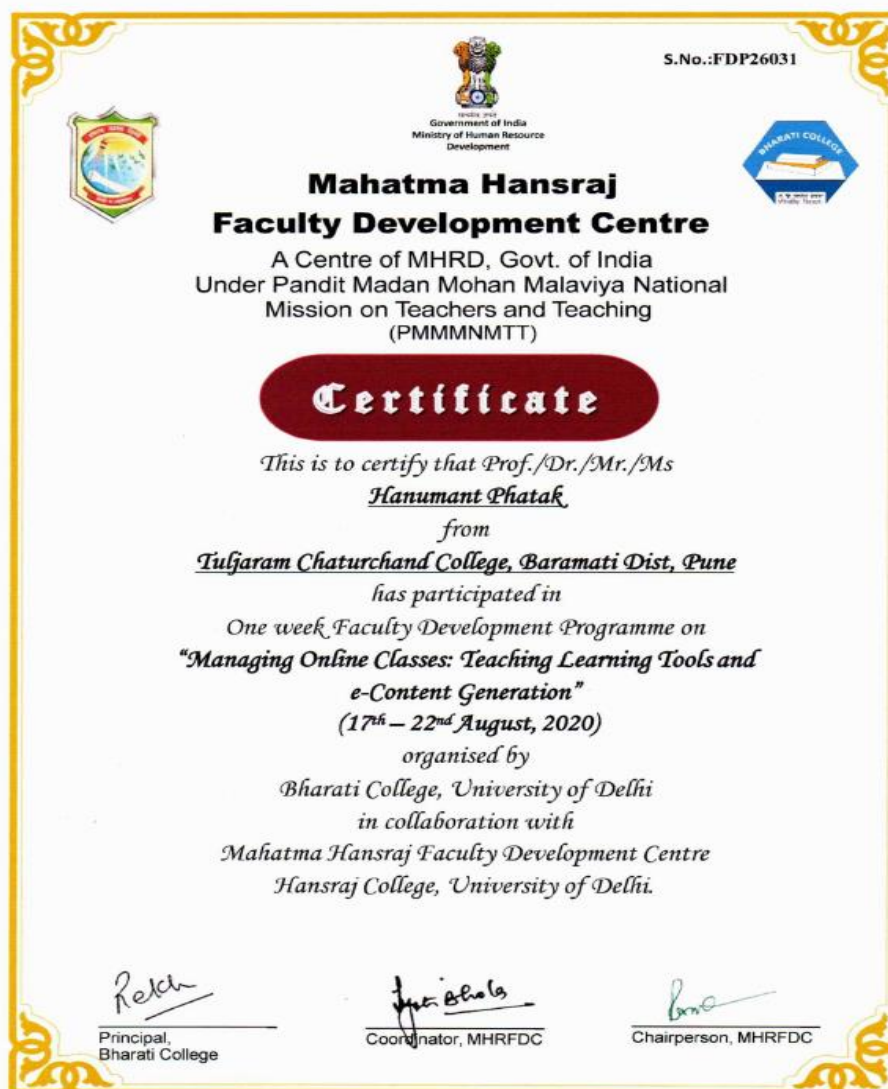 S.No.:FDP26031
Government of India
Ministry of Human Resource
Development
BHARATI COLLEGE
Mahatma Hansraj
Faculty Development Centre
A Centre of MHRD, Govt. of India
Under Pandit Madan Mohan Malaviya National
Mission on Teachers and Teaching
(PMMMNMTT)
Certificate
This is to certify that Prof./Dr./Mr./Ms
Hanumant Phatak
from
Tuljaram Chaturchand College, Baramati Dist, Pune
has participated in
One week Faculty Development Programme on
“Managing Online Classes: Teaching Learning Tools and
e-Content Generation”
(17th – 22nd August, 2020)
organised by
Bharati College, University of Delhi
in collaboration with
Mahatma Hansraj Faculty Development Centre
Hansraj College, University of Delhi.
Principal,
Bharati College
Coordinator, MHRFDC
Chairperson, MHRFDC